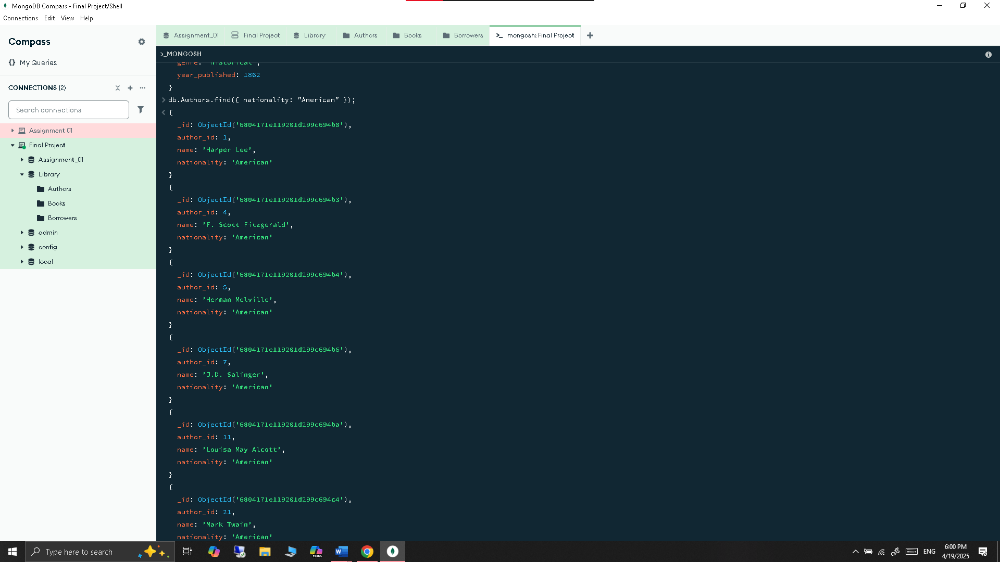 MongoDB Compass - Final Project/Shell
Connections Edit View Help
Compass
{} My Queries
CONNECTIONS (2)
Search connections
Assignment 01
Final Project
Assignment_01
Library
Authors
Books
Borrowers
admin
config
local
Assignment_01 Final Project Library Authors Books Borrowers >_ mongosh: Final Project +
>_MONGOSH
genre: 'Historical',
year_published: 1862
}
> db.Authors.find({ nationality: "American" });
< {
_id: ObjectId('6804171e119201d299c694b0'),
author_id: 1,
name: 'Harper Lee',
nationality: 'American'
}
{
_id: ObjectId('6804171e119201d299c694b3'),
author_id: 4,
name: 'F. Scott Fitzgerald',
nationality: 'American'
}
{
_id: ObjectId('6804171e119201d299c694b4'),
author_id: 5,
name: 'Herman Melville',
nationality: 'American'
}
{
_id: ObjectId('6804171e119201d299c694b6'),
author_id: 7,
name: 'J.D. Salinger',
nationality: 'American'
}
{
_id: ObjectId('6804171e119201d299c694ba'),
author_id: 11,
name: 'Louisa May Alcott',
nationality: 'American'
}
{
_id: ObjectId('6804171e119201d299c694c4'),
author_id: 21,
name: 'Mark Twain',
nationality: 'American'
Type here to search
M365
ENG
6:00 PM
4/19/2025